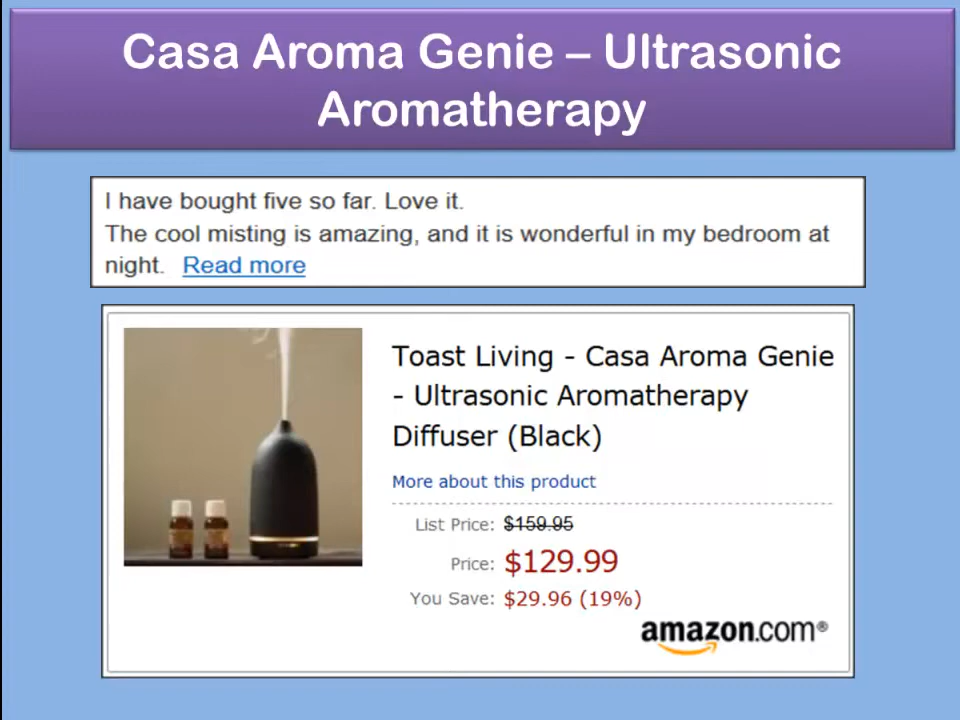 Casa Aroma Genie – Ultrasonic
Aromatherapy
I have bought five so far. Love it.
The cool misting is amazing, and it is wonderful in my bedroom at
night. Read more
Toast Living - Casa Aroma Genie
- Ultrasonic Aromatherapy
Diffuser (Black)
More about this product
List Price: $159.95
Price: $129.99
You Save: $29.96 (19%)
amazon.com®